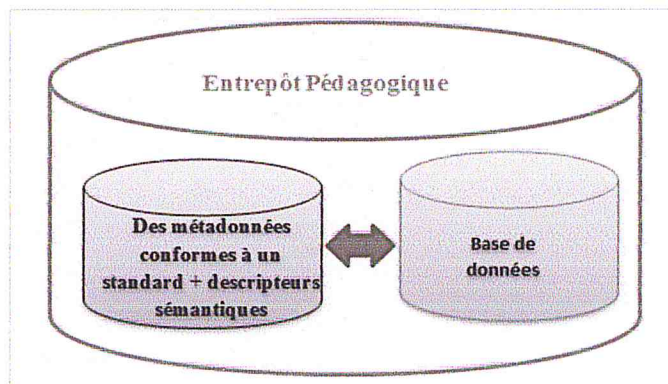 Entrepôt Pédagogique
Des métadonnées
conformes à un
standard + descripteurs
sémantiques
Base de
données